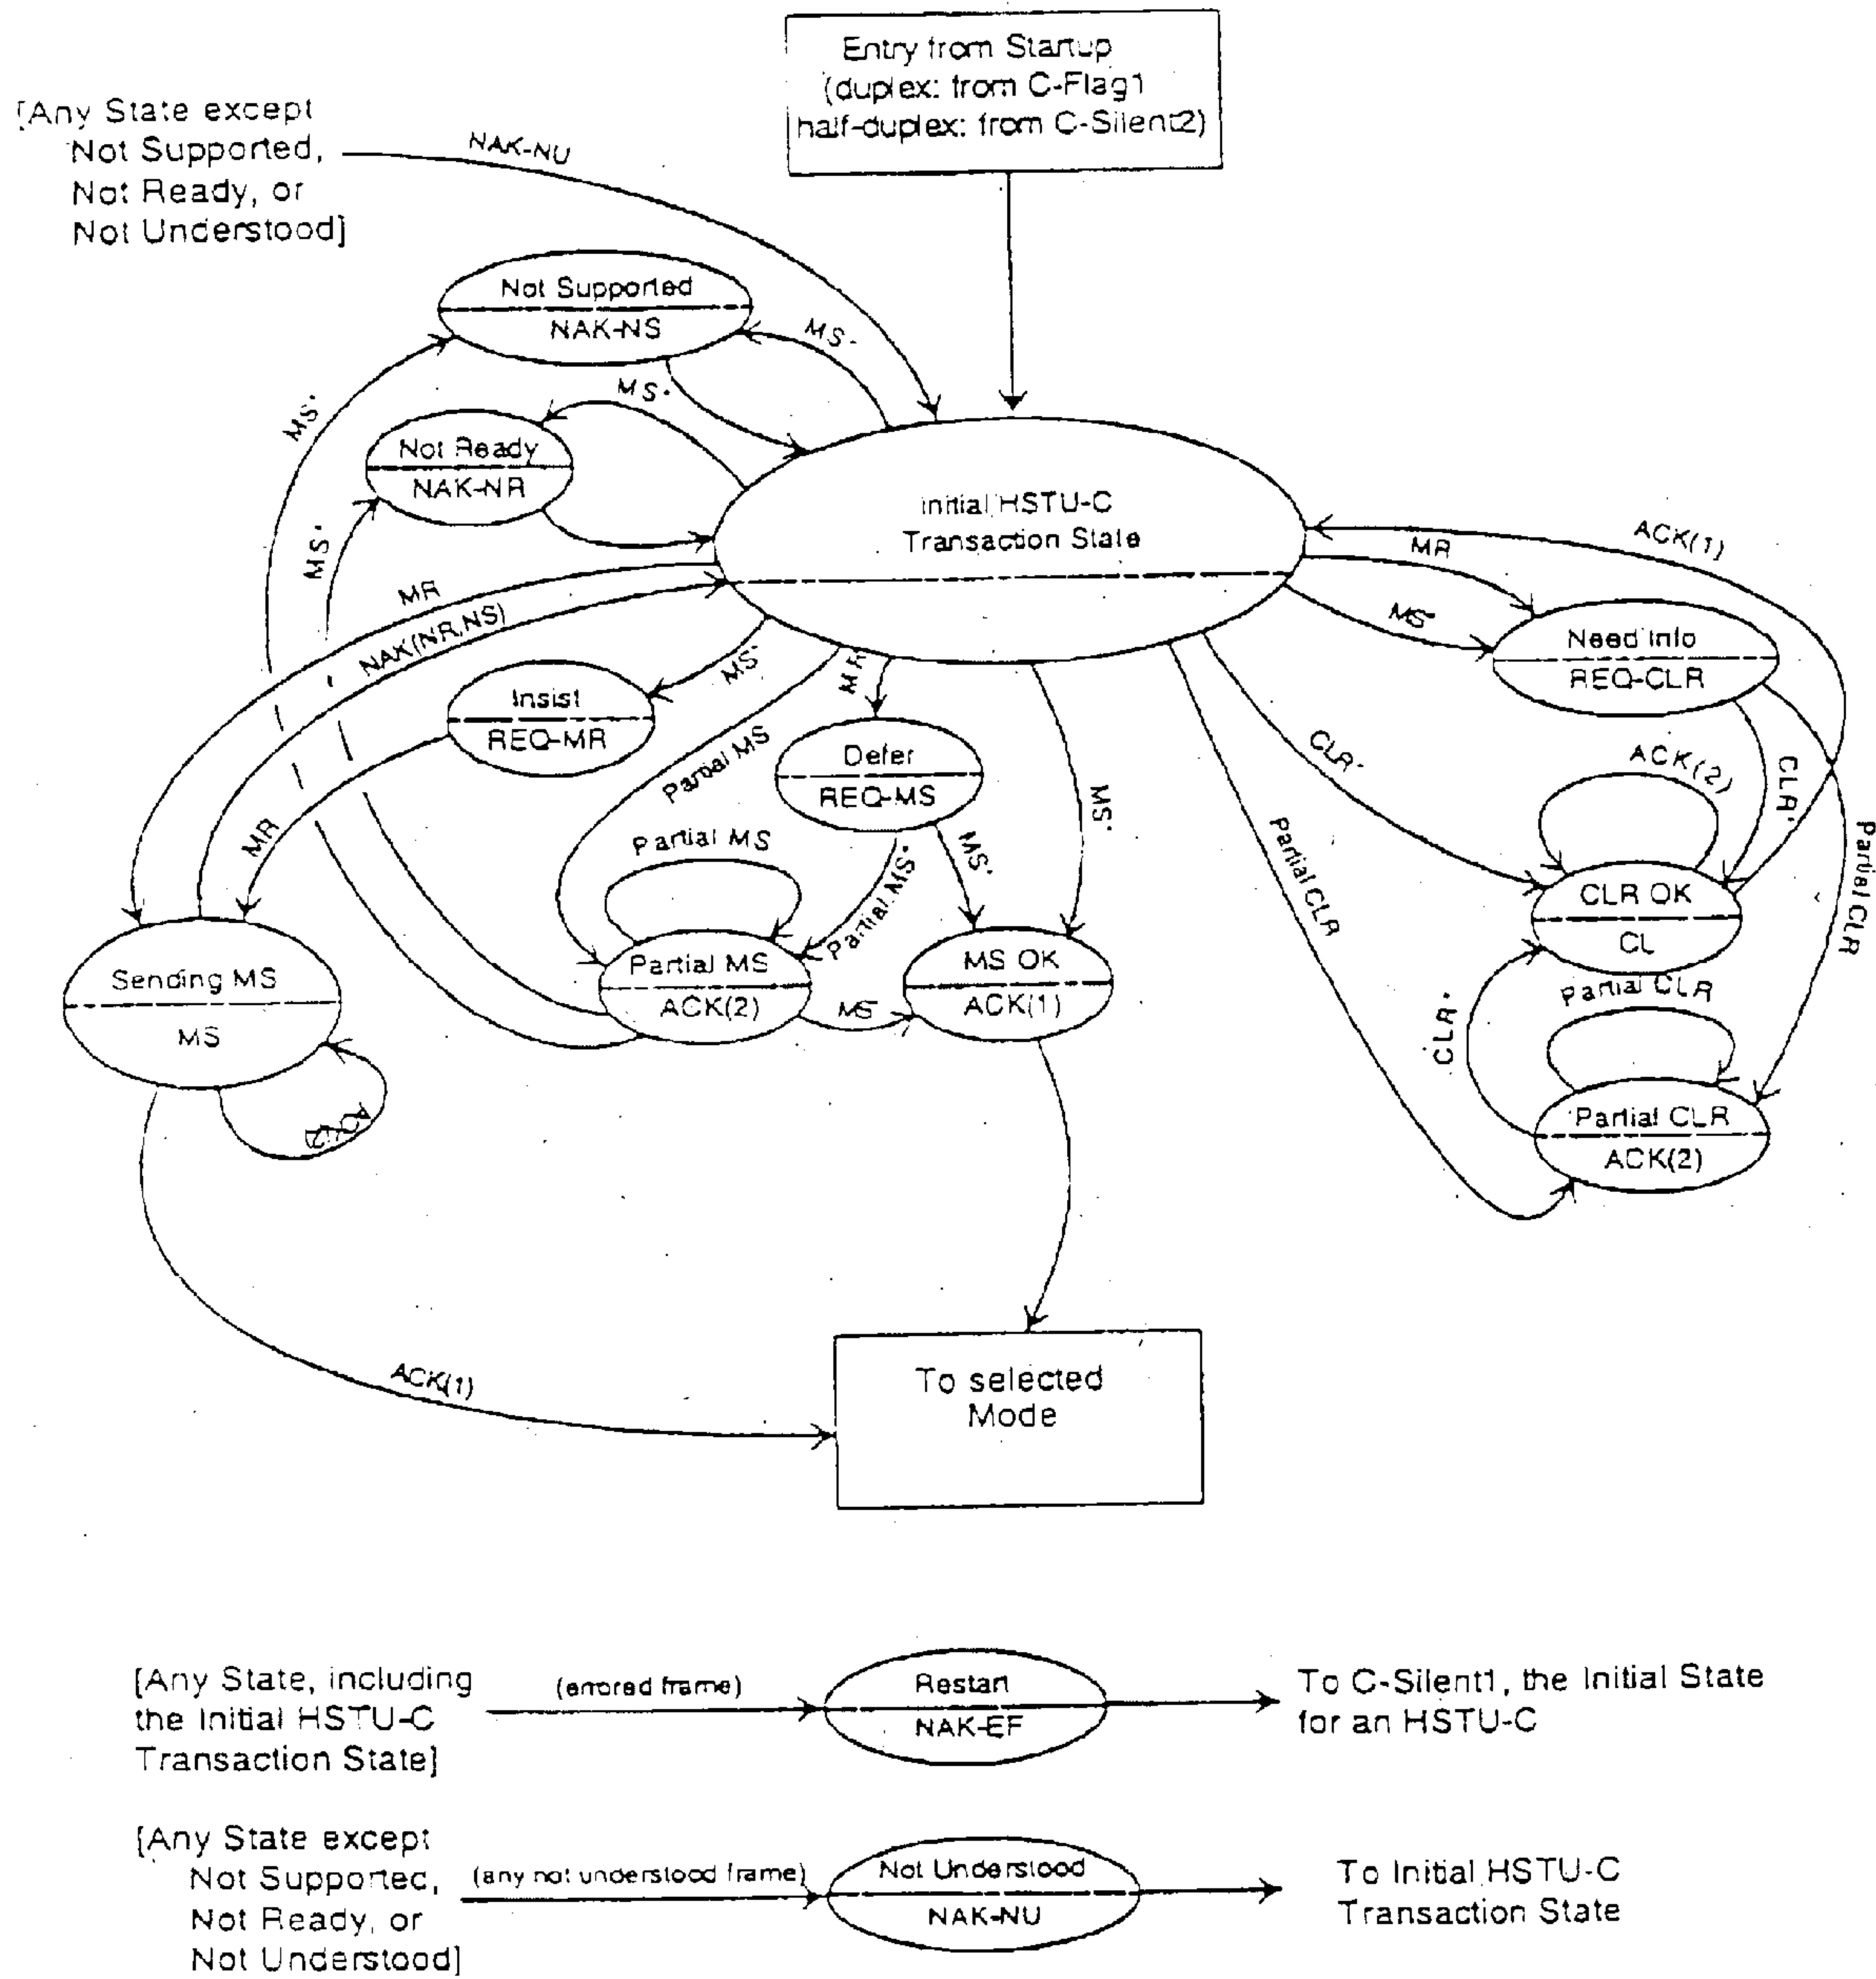 Entry from Startup
(duplex: from C-Flag1
half-duplex: from C-Silent2)
[Any State except
Not Supported,
Not Ready, or
Not Understood]
NAK-NU
Not Supported
NAK-NS
MS*
MS*
MS*
Not Ready
NAK-NR
MS*
Initial HSTU-C
Transaction State
ACK(1)
MR
MS*
Need Info
REQ-CLR
MR
NAK(NR,NS)
MS*
Insist
REQ-MR
MR
Partial MS
MR
Defer
REQ-MS
MS*
MS*
Partial MS*
CLR*
Partial CLR
ACK(2)
CLR*
Partial CLR
CLR OK
CL
Partial MS
Partial MS
ACK(2)
MS
MS OK
ACK(1)
Sending MS
MS
ACK(2)
CLR*
Partial CLR
Partial CLR
ACK(2)
ACK(1)
To selected
Mode
[Any State, including
the Initial HSTU-C
Transaction State]
(errored frame)
Restart
NAK-EF
To C-Silent1, the Initial State
for an HSTU-C
[Any State except
Not Supported,
Not Ready, or
Not Understood]
(any not understood frame)
Not Understood
NAK-NU
To Initial HSTU-C
Transaction State